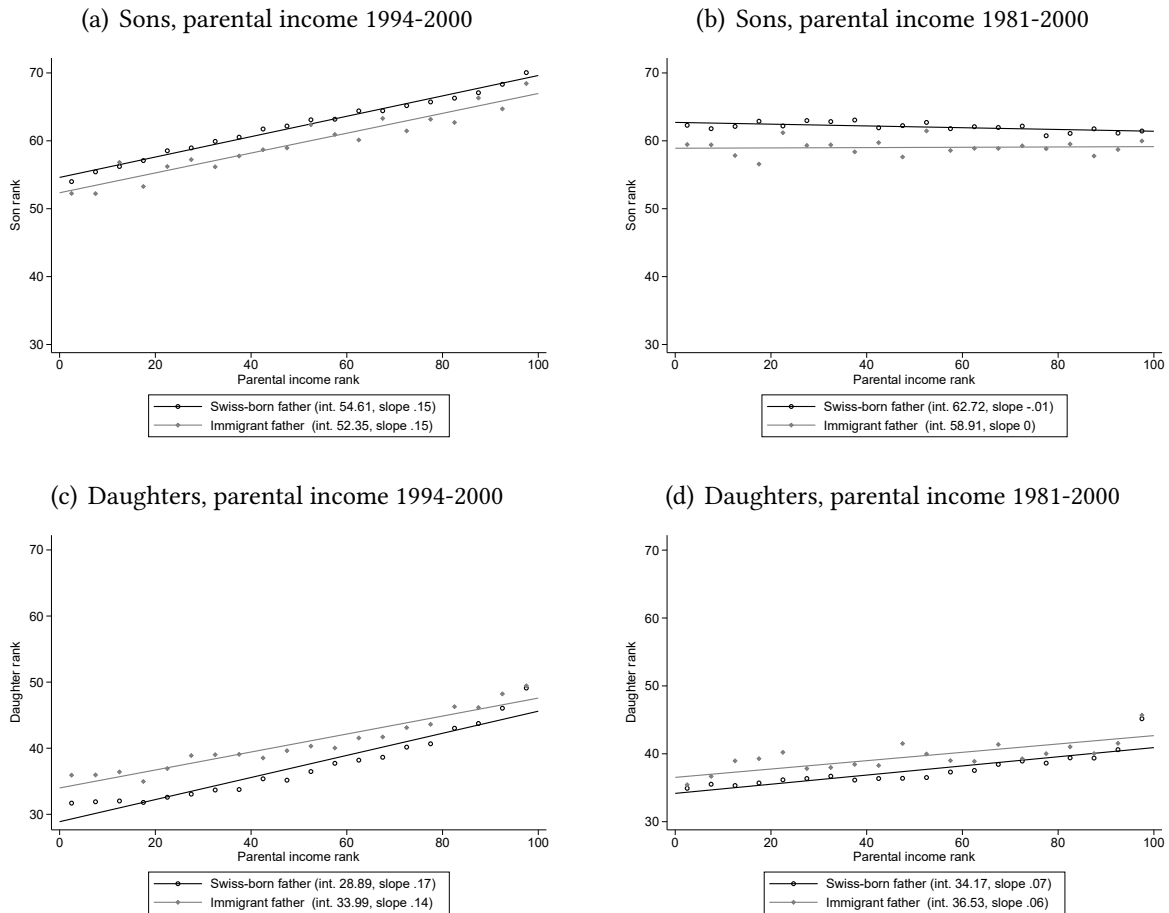 (a) Sons, parental income 1994-2000
70
60
50
40
30
Son rank
0 20 40 60 80 100
Parental income rank
Swiss-born father (int. 54.61, slope .15)
Immigrant father (int. 52.35, slope .15)
(b) Sons, parental income 1981-2000
70
60
50
40
30
Son rank
0 20 40 60 80 100
Parental income rank
Swiss-born father (int. 62.72, slope -.01)
Immigrant father (int. 58.91, slope 0)
(c) Daughters, parental income 1994-2000
70
60
50
40
30
Daughter rank
0 20 40 60 80 100
Parental income rank
Swiss-born father (int. 28.89, slope .17)
Immigrant father (int. 33.99, slope .14)
(d) Daughters, parental income 1981-2000
70
60
50
40
30
Daughter rank
0 20 40 60 80 100
Parental income rank
Swiss-born father (int. 34.17, slope .07)
Immigrant father (int. 36.53, slope .06)